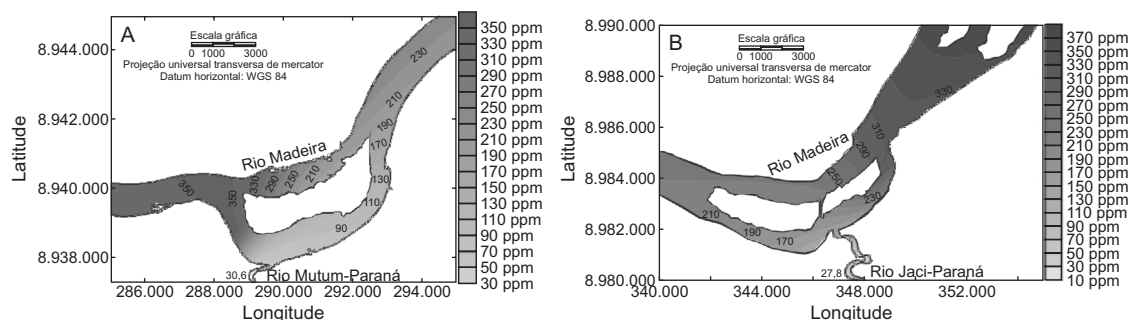 A
Escala gráfica
0 1000 3000
Projeção universal transversa de mercator
Datum horizontal: WGS 84
Latitude
8.944.000
8.942.000
8.940.000
8.938.000
Rio Madeira
230
210
190
170
130
110
90
350
350
330
290
250
210
30,6
Rio Mutum-Paraná
286.000 288.000 290.000 292.000 294.000
Longitude
350 ppm
330 ppm
310 ppm
290 ppm
270 ppm
250 ppm
230 ppm
210 ppm
190 ppm
170 ppm
150 ppm
130 ppm
110 ppm
90 ppm
70 ppm
50 ppm
30 ppm
B
Escala gráfica
0 1000 3000
Projeção universal transversa de mercator
Datum horizontal: WGS 84
Latitude
8.990.000
8.988.000
8.986.000
8.984.000
8.982.000
8.980.000
Rio Madeira
330
310
290
250
230
210
190
170
27,8
Rio Jaci-Paraná
340.000 344.000 348.000 352.000
Longitude
370 ppm
350 ppm
330 ppm
310 ppm
290 ppm
270 ppm
250 ppm
230 ppm
210 ppm
190 ppm
170 ppm
150 ppm
130 ppm
110 ppm
90 ppm
70 ppm
50 ppm
30 ppm
10 ppm